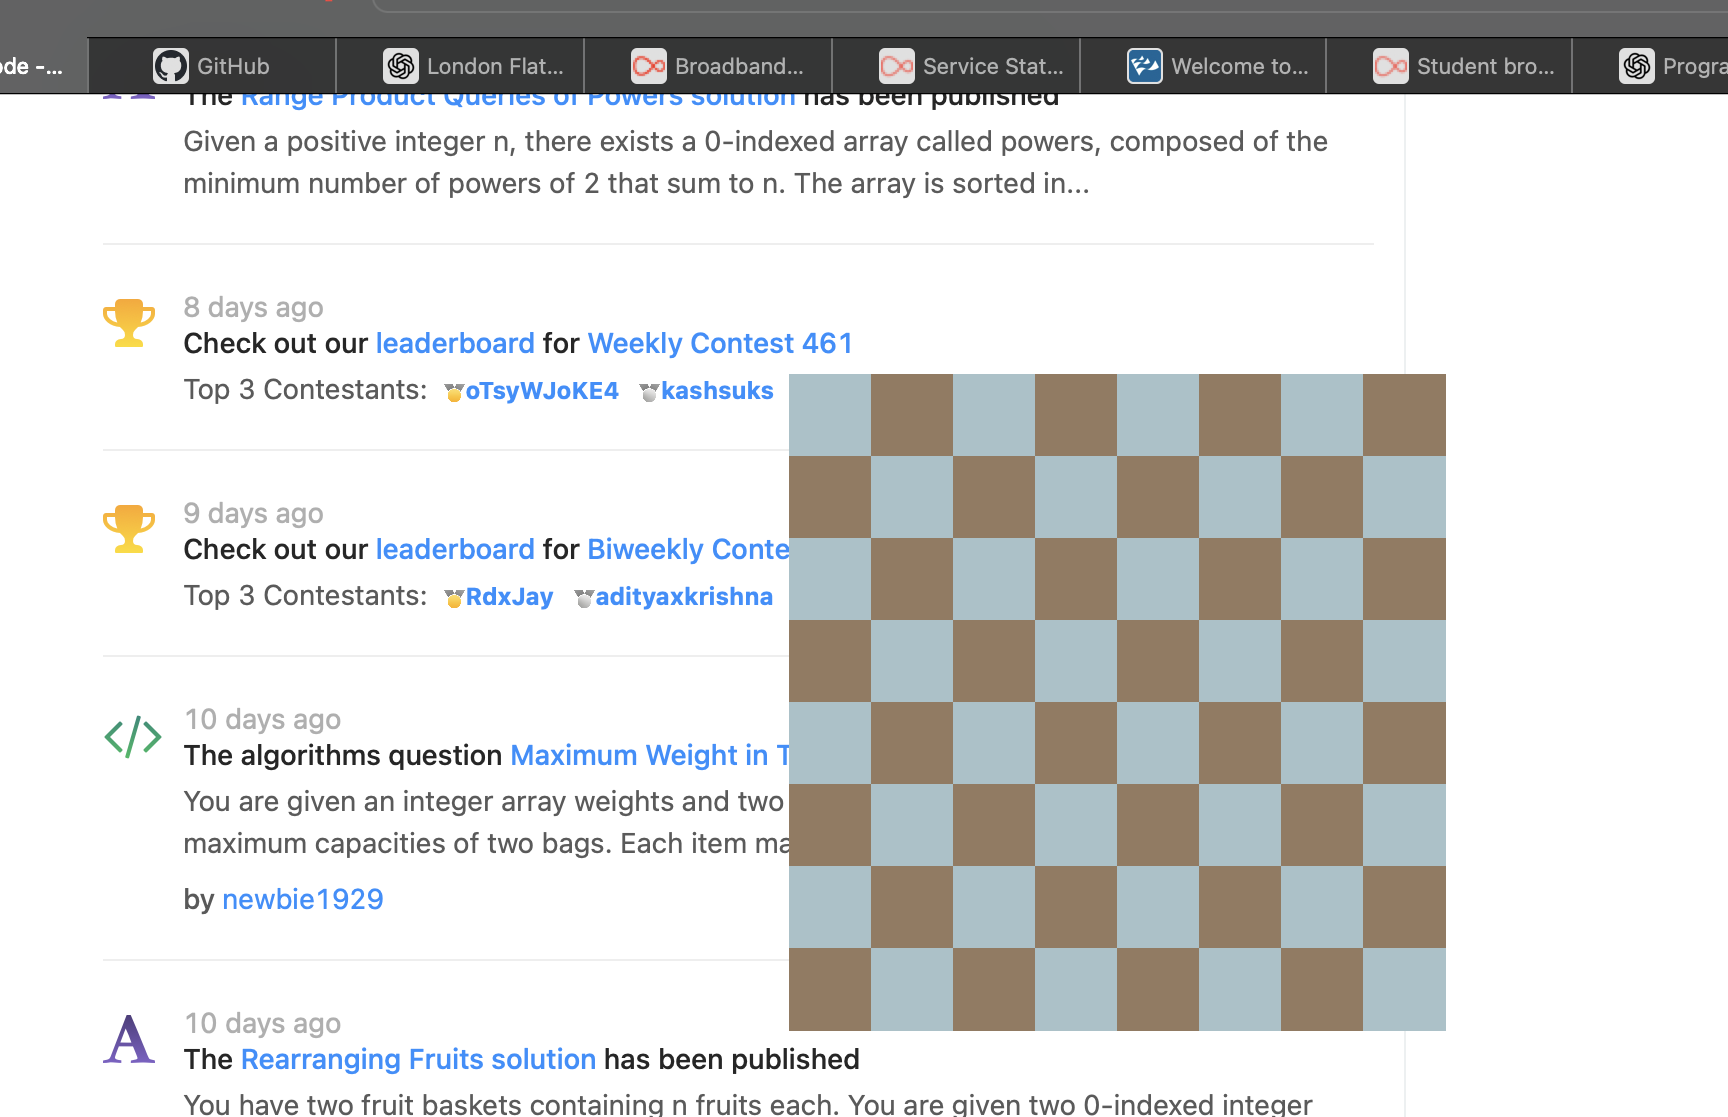 ode -...
GitHub
London Flat...
Broadband...
Service Stat...
Welcome to...
Student bro...
Progra
The Range Product Queries of Powers solution has been published
Given a positive integer n, there exists a 0-indexed array called powers, composed of the
minimum number of powers of 2 that sum to n. The array is sorted in...
8 days ago
Check out our leaderboard for Weekly Contest 461
Top 3 Contestants: oTsyWJoKE4 kashsuks
9 days ago
Check out our leaderboard for Biweekly Conte
Top 3 Contestants: RdxJay adityaxkrishna
10 days ago
The algorithms question Maximum Weight in T
You are given an integer array weights and two
maximum capacities of two bags. Each item ma
by newbie1929
A
10 days ago
The Rearranging Fruits solution has been published
You have two fruit baskets containing n fruits each. You are given two 0-indexed integer